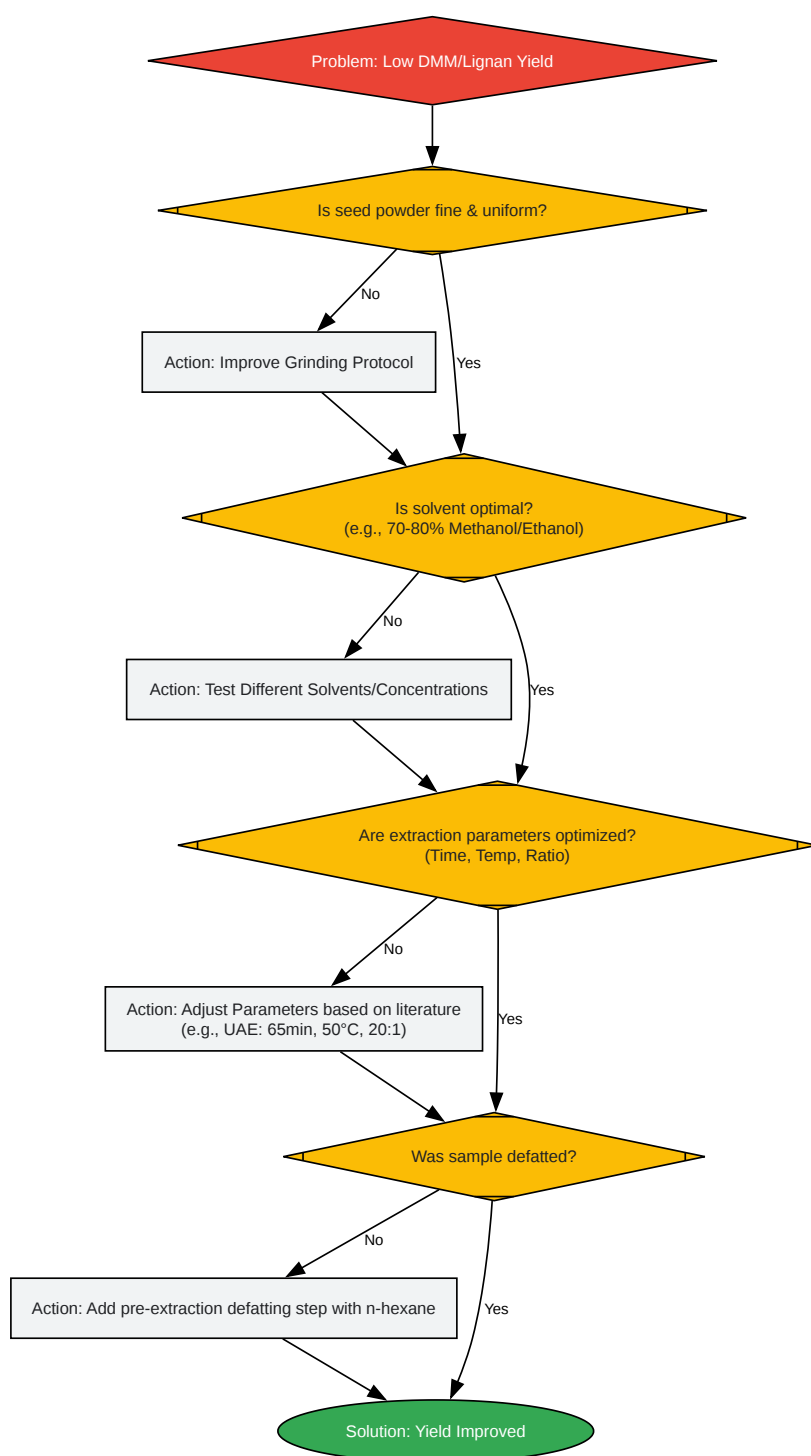 Problem: Low DMM/Lignan Yield
Is seed powder fine & uniform?
No
Action: Improve Grinding Protocol
Yes
Is solvent optimal?
(e.g., 70-80% Methanol/Ethanol)
No
Action: Test Different Solvents/Concentrations
Yes
Are extraction parameters optimized?
(Time, Temp, Ratio)
No
Action: Adjust Parameters based on literature
(e.g., UAE: 65min, 50°C, 20:1)
Yes
Was sample defatted?
No
Action: Add pre-extraction defatting step with n-hexane
Yes
Solution: Yield Improved